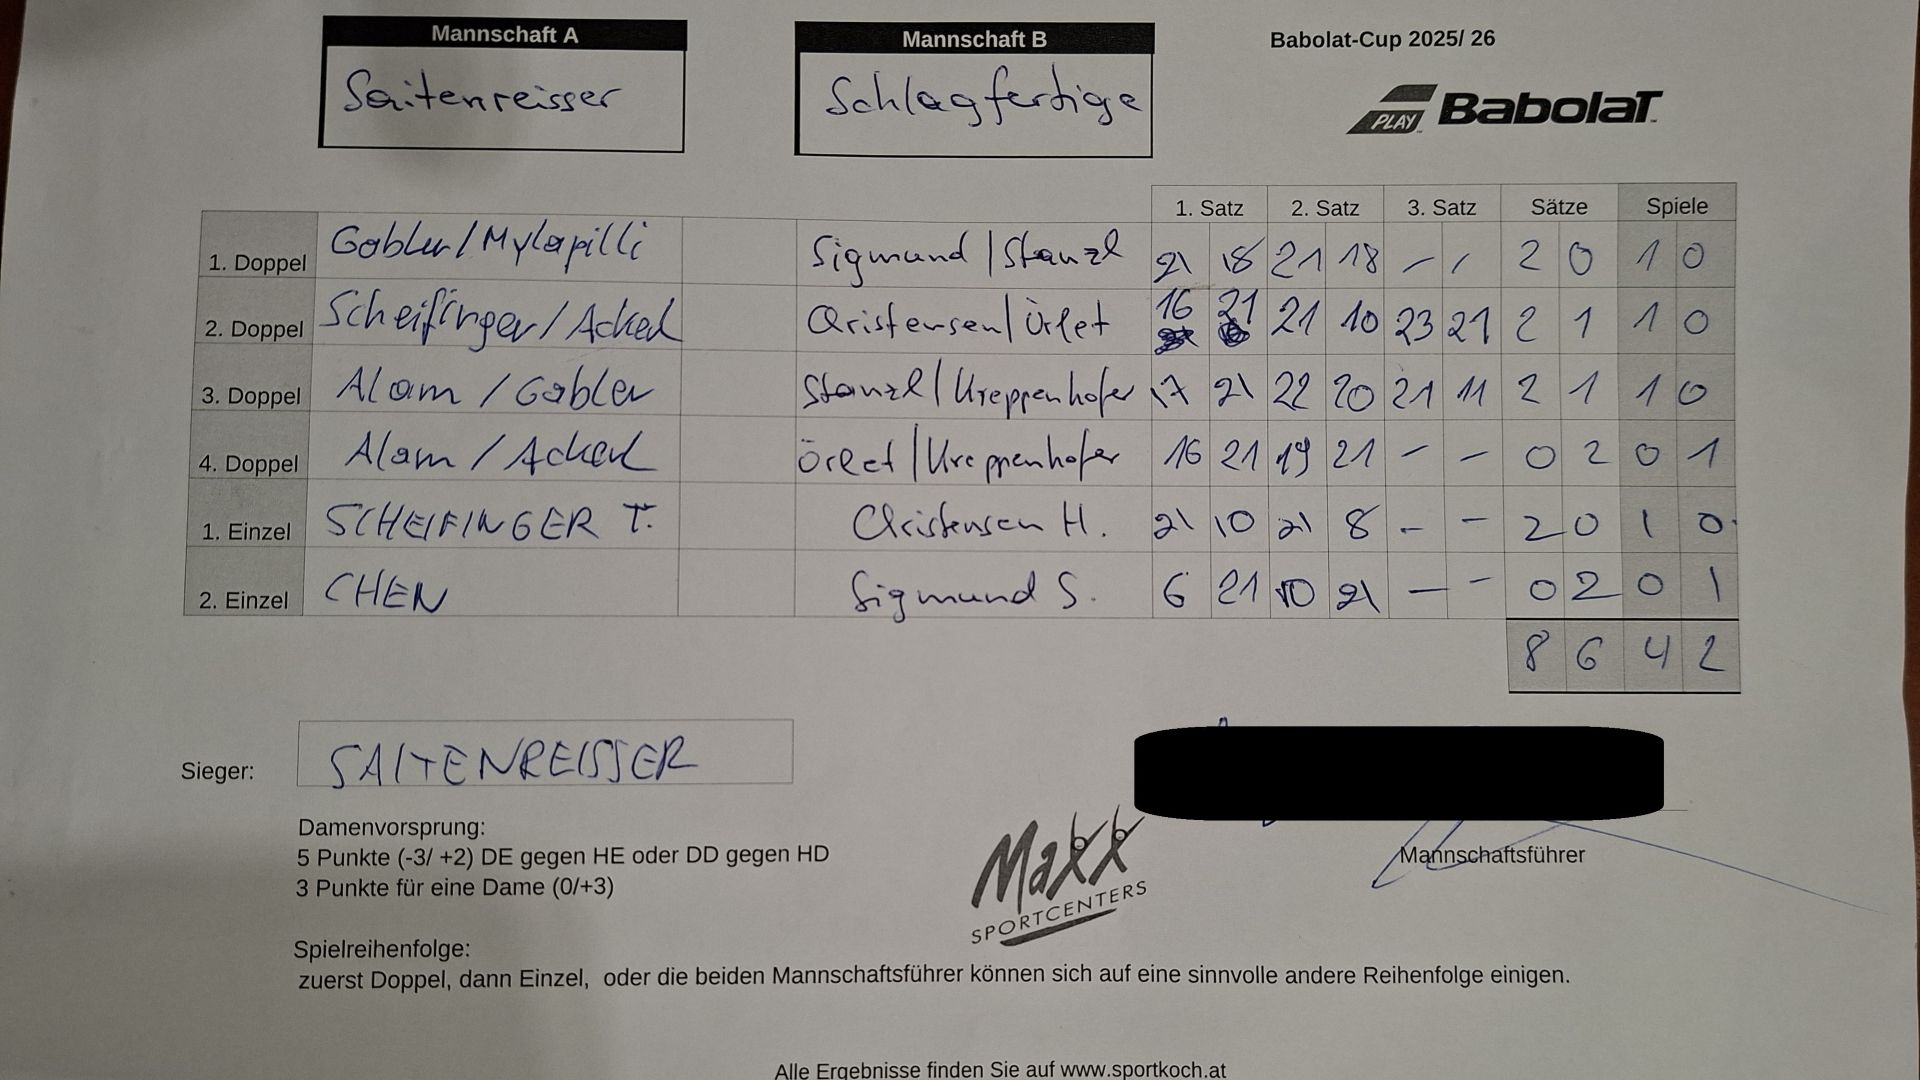 Mannschaft A Mannschaft B Babolat-Cup 2025/ 26
Saitenreisser Schlagfertige PLAY BabolaT
1. Satz 2. Satz 3. Satz Sätze Spiele
1. Doppel Gabler/Mylapilli Sigmund/Stanzl 21 18 21 18 - - 2 0 1 0
2. Doppel Scheifinger/Ackerl Qristensen/Örlet 16 21 21 10 23 21 2 1 1 0
3. Doppel Alam / Gabler Stanzl/Kreppenhofer 17 21 22 20 21 11 2 1 1 0
4. Doppel Alam / Ackerl Örlet/Kreppenhofer 16 21 19 21 - - 0 2 0 1
1. Einzel SCHEIFINGER T. Christensen H. 21 10 21 8 - - 2 0 1 0
2. Einzel CHEN Sigmund S. 6 21 10 21 - - 0 2 0 1
8 6 4 2
Sieger: SAITENREISSER
Damenvorsprung:
5 Punkte (-3/ +2) DE gegen HE oder DD gegen HD
3 Punkte für eine Dame (0/+3)
Maxx
SPORTCENTERS
Mannschaftsführer
Spielreihenfolge:
zuerst Doppel, dann Einzel, oder die beiden Mannschaftsführer können sich auf eine sinnvolle andere Reihenfolge einigen.
Alle Ergebnisse finden Sie auf www.sportkoch.at